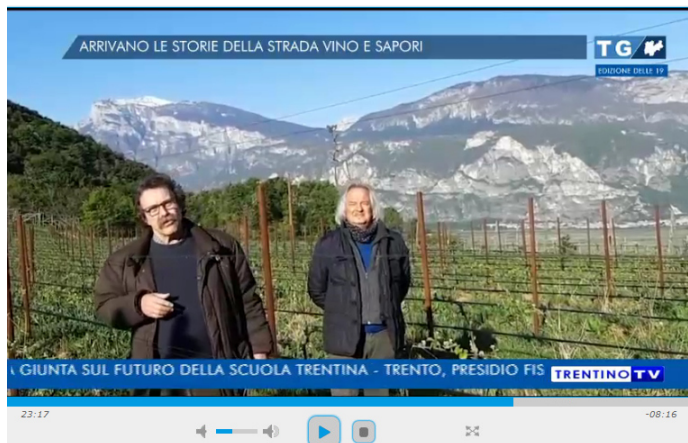 ARRIVANO LE STORIE DELLA STRADA VINO E SAPORI
TG
EDIZIONE DELLE 19
A GIUNTA SUL FUTURO DELLA SCUOLA TRENTINA - TRENTO, PRESIDIO FIS
TRENTINO TV
23:17
-08:16